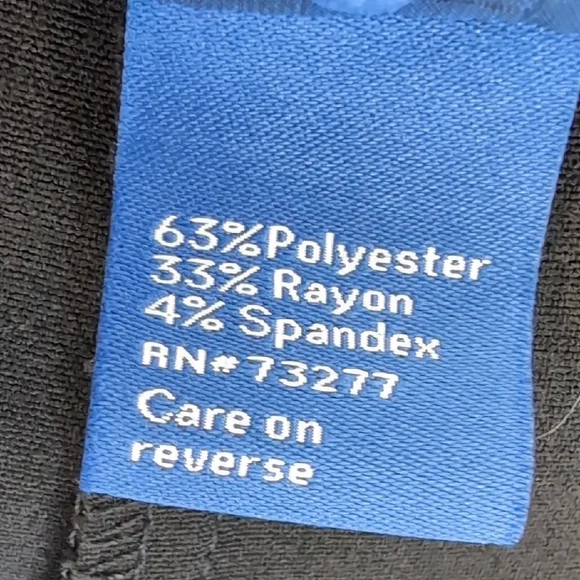 63%Polyester
33% Rayon
4% Spandex
RN#73277
Care on
reverse